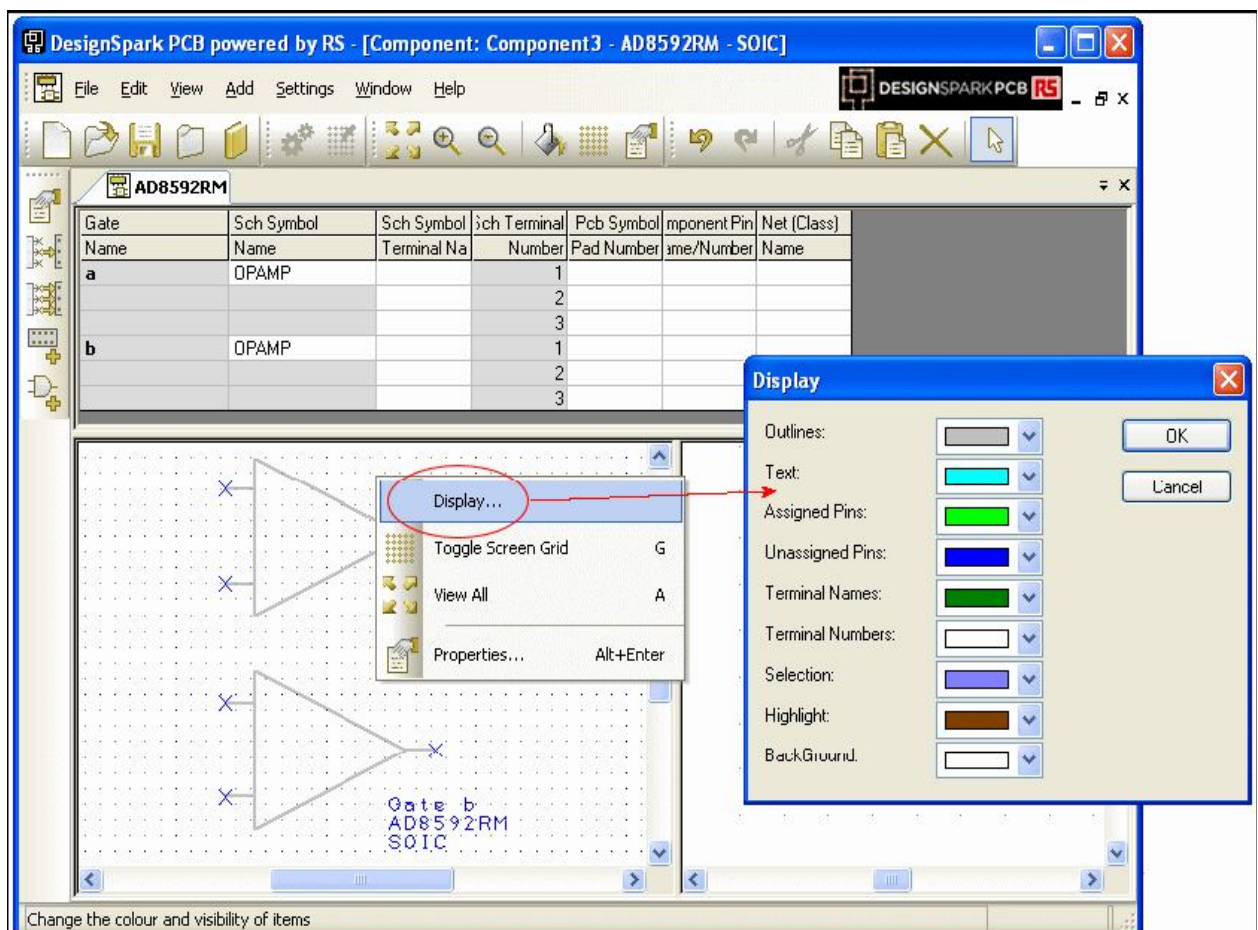 DesignSpark PCB powered by RS - [Component: Component3 - AD8592RM - SOIC]
File Edit View Add Settings Window Help
DESIGNSPARK PCB RS
AD8592RM
Gate Sch Symbol Sch Symbol Sch Terminal Pcb Symbol mponent Pin Net (Class)
Name Name Terminal Na Number Pad Number ame/Number Name
a OPAMP 1
2
3
b OPAMP 1
2
3
Display...
Toggle Screen Grid G
View All A
Properties... Alt+Enter
Gate b
AD8592RM
SOIC
Display
Outlines:
OK
Text:
Cancel
Assigned Pins:
Unassigned Pins:
Terminal Names:
Terminal Numbers:
Selection:
Highlight:
BackGround:
Change the colour and visibility of items